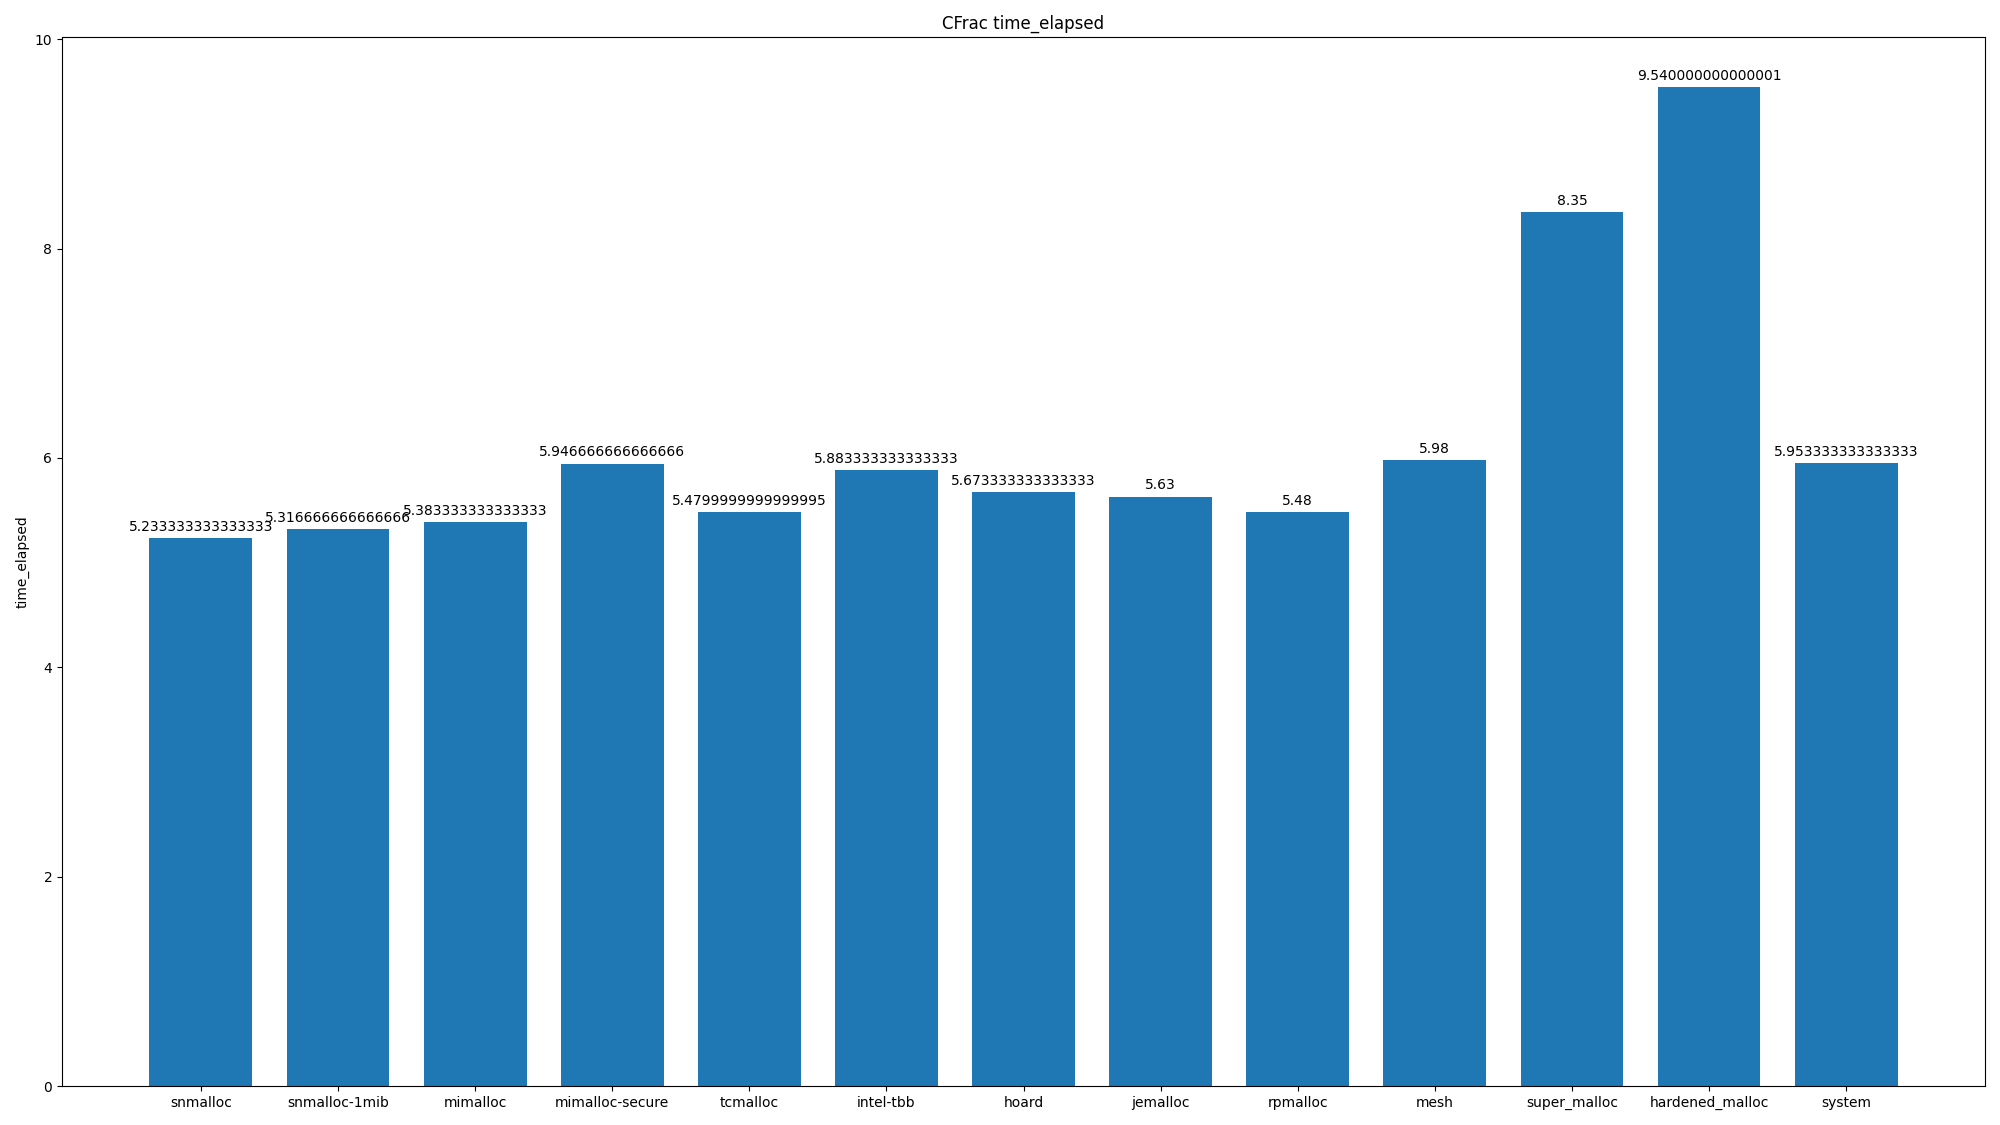 CFrac time_elapsed
10
8
6
4
2
0
time_elapsed
5.233333333333333
5.316666666666666
5.383333333333333
5.946666666666666
5.4799999999999995
5.883333333333333
5.673333333333333
5.63
5.48
5.98
8.35
9.540000000000001
5.953333333333333
snmalloc
snmalloc-1mib
mimalloc
mimalloc-secure
tcmalloc
intel-tbb
hoard
jemalloc
rpmalloc
mesh
super_malloc
hardened_malloc
system